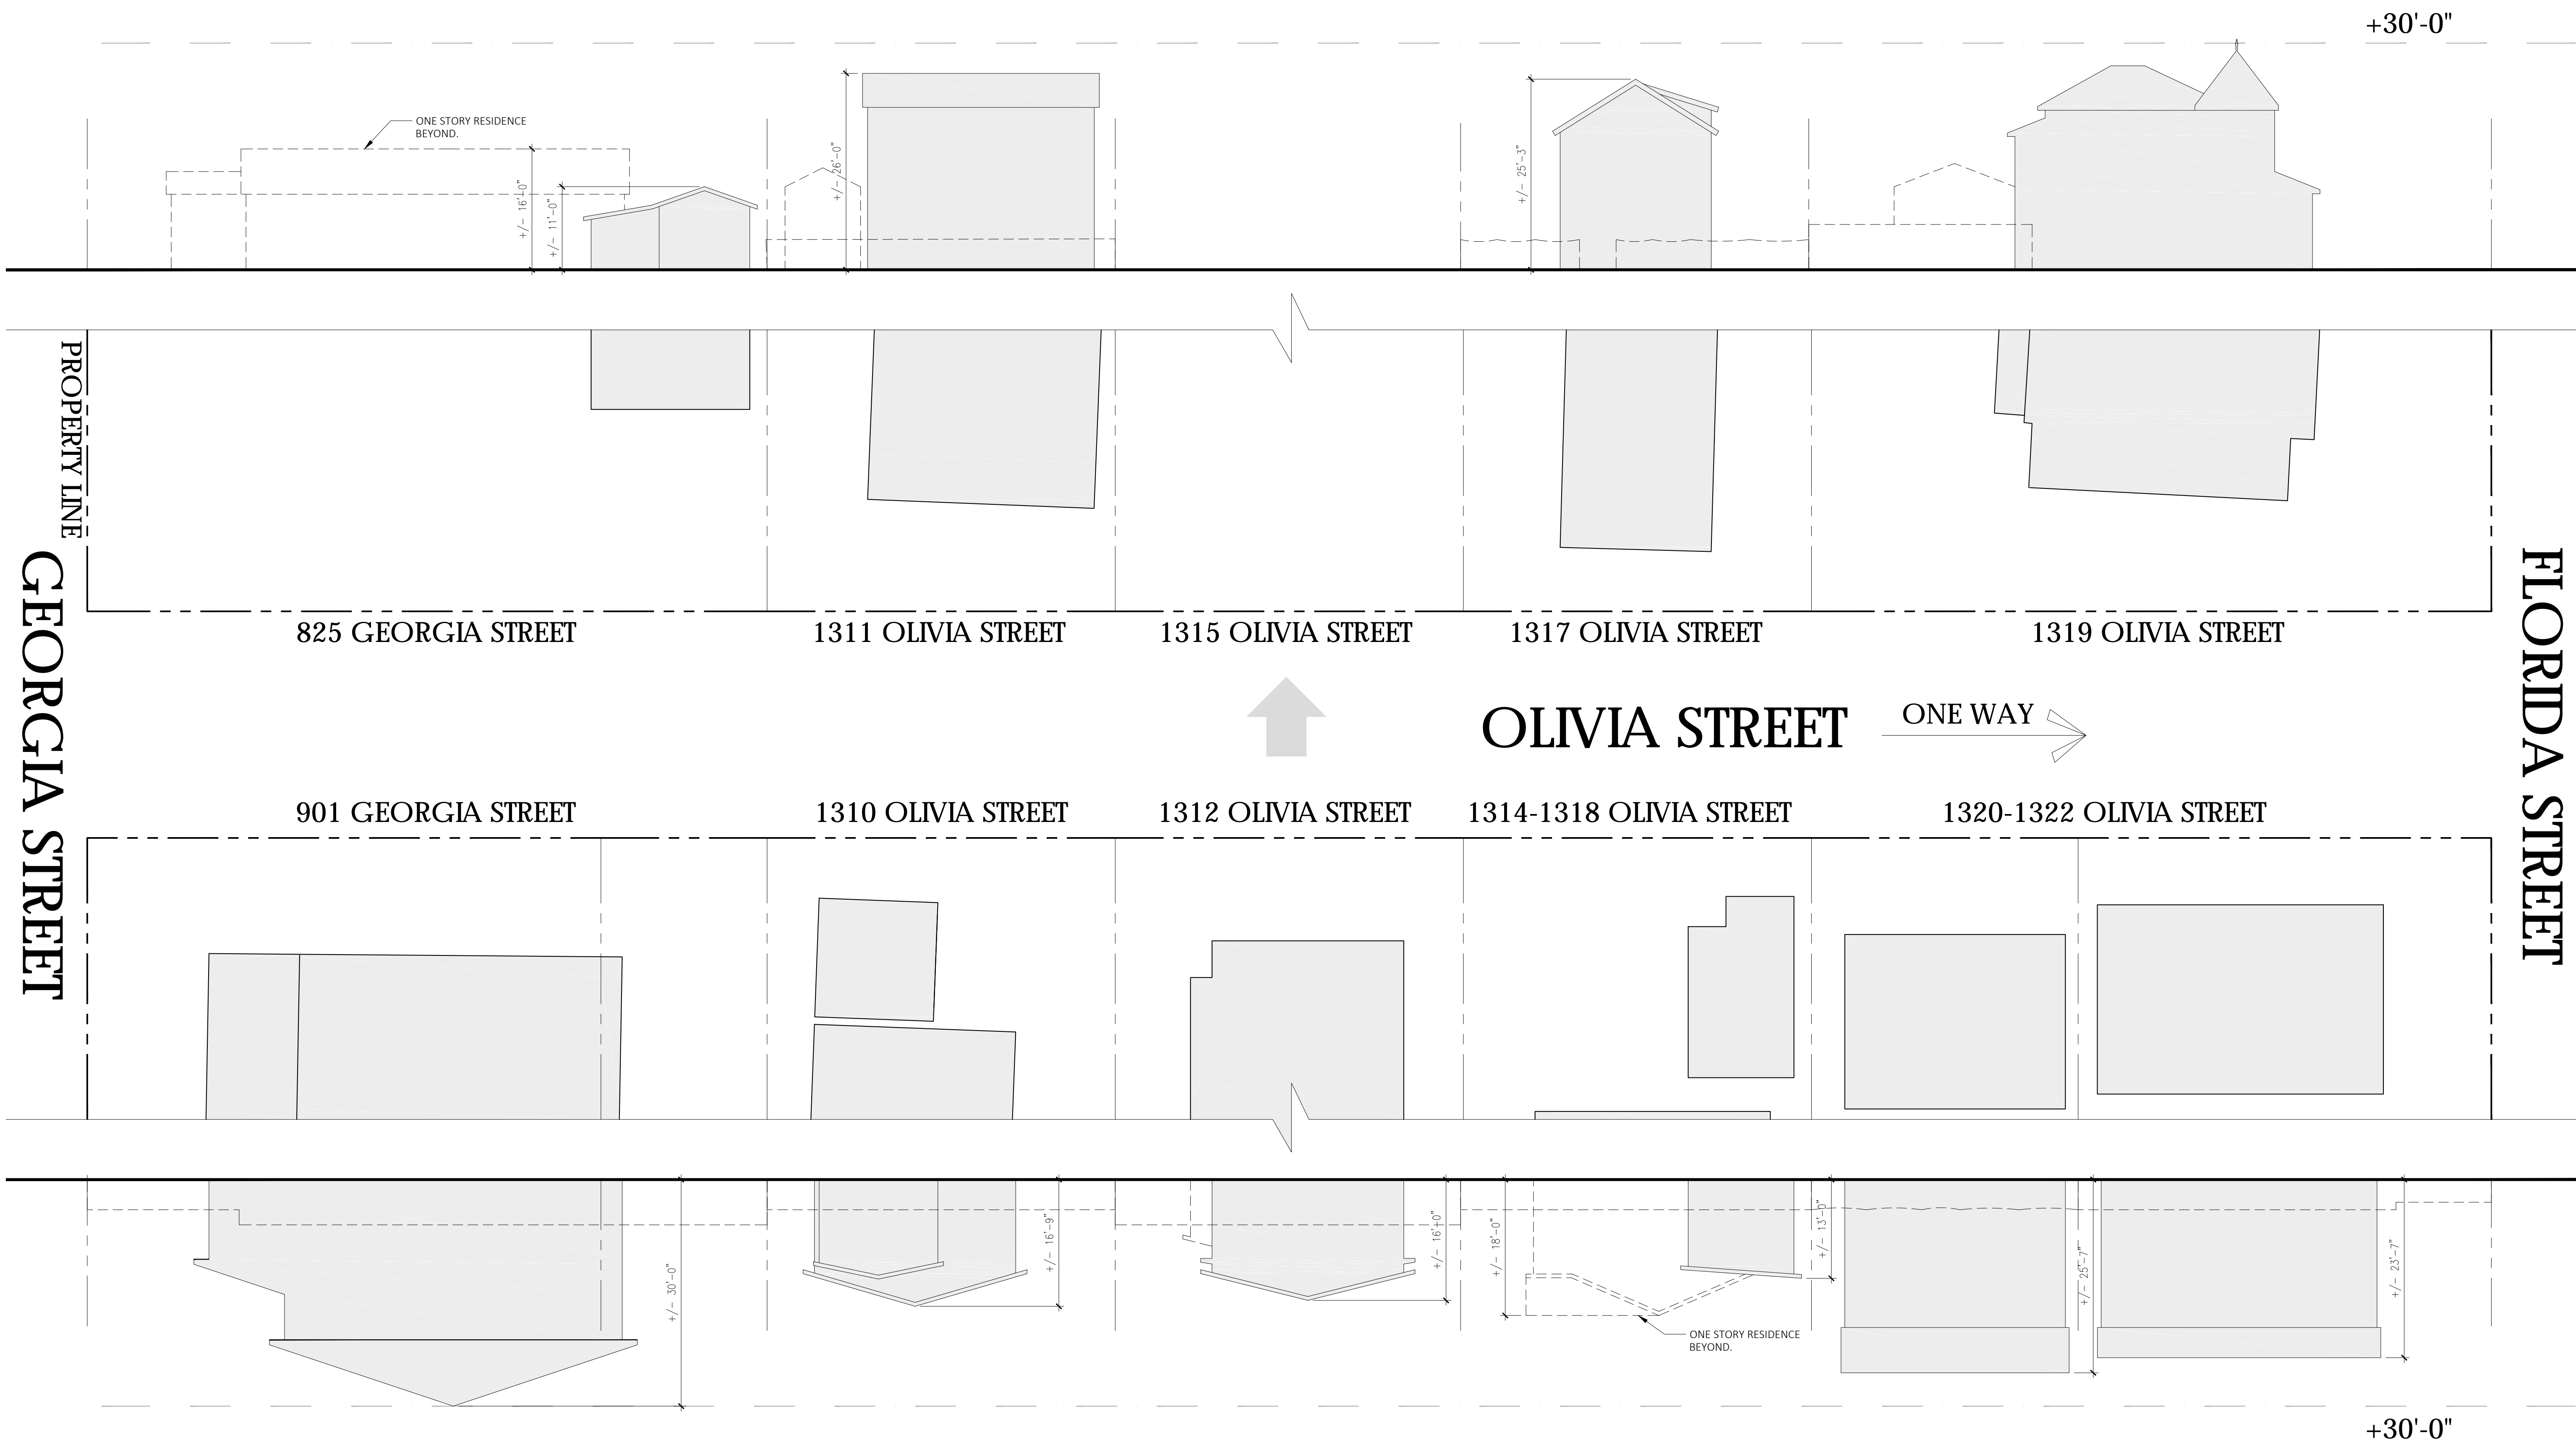 +30'-0"
ONE STORY RESIDENCE
BEYOND.
+/- 16'-0"
+/- 11'-0"
+/- 26'-0"
+/- 25'-3"
PROPERTY LINE
GEORGIA STREET
FLORIDA STREET
825 GEORGIA STREET
1311 OLIVIA STREET
1315 OLIVIA STREET
1317 OLIVIA STREET
1319 OLIVIA STREET
OLIVIA STREET
ONE WAY
901 GEORGIA STREET
1310 OLIVIA STREET
1312 OLIVIA STREET
1314-1318 OLIVIA STREET
1320-1322 OLIVIA STREET
+/- 30'-0"
+/- 16'-9"
+/- 16'-0"
+/- 18'-0"
+/- 13'-0"
+/- 25'-7"
+/- 23'-7"
ONE STORY RESIDENCE
BEYOND.
+30'-0"